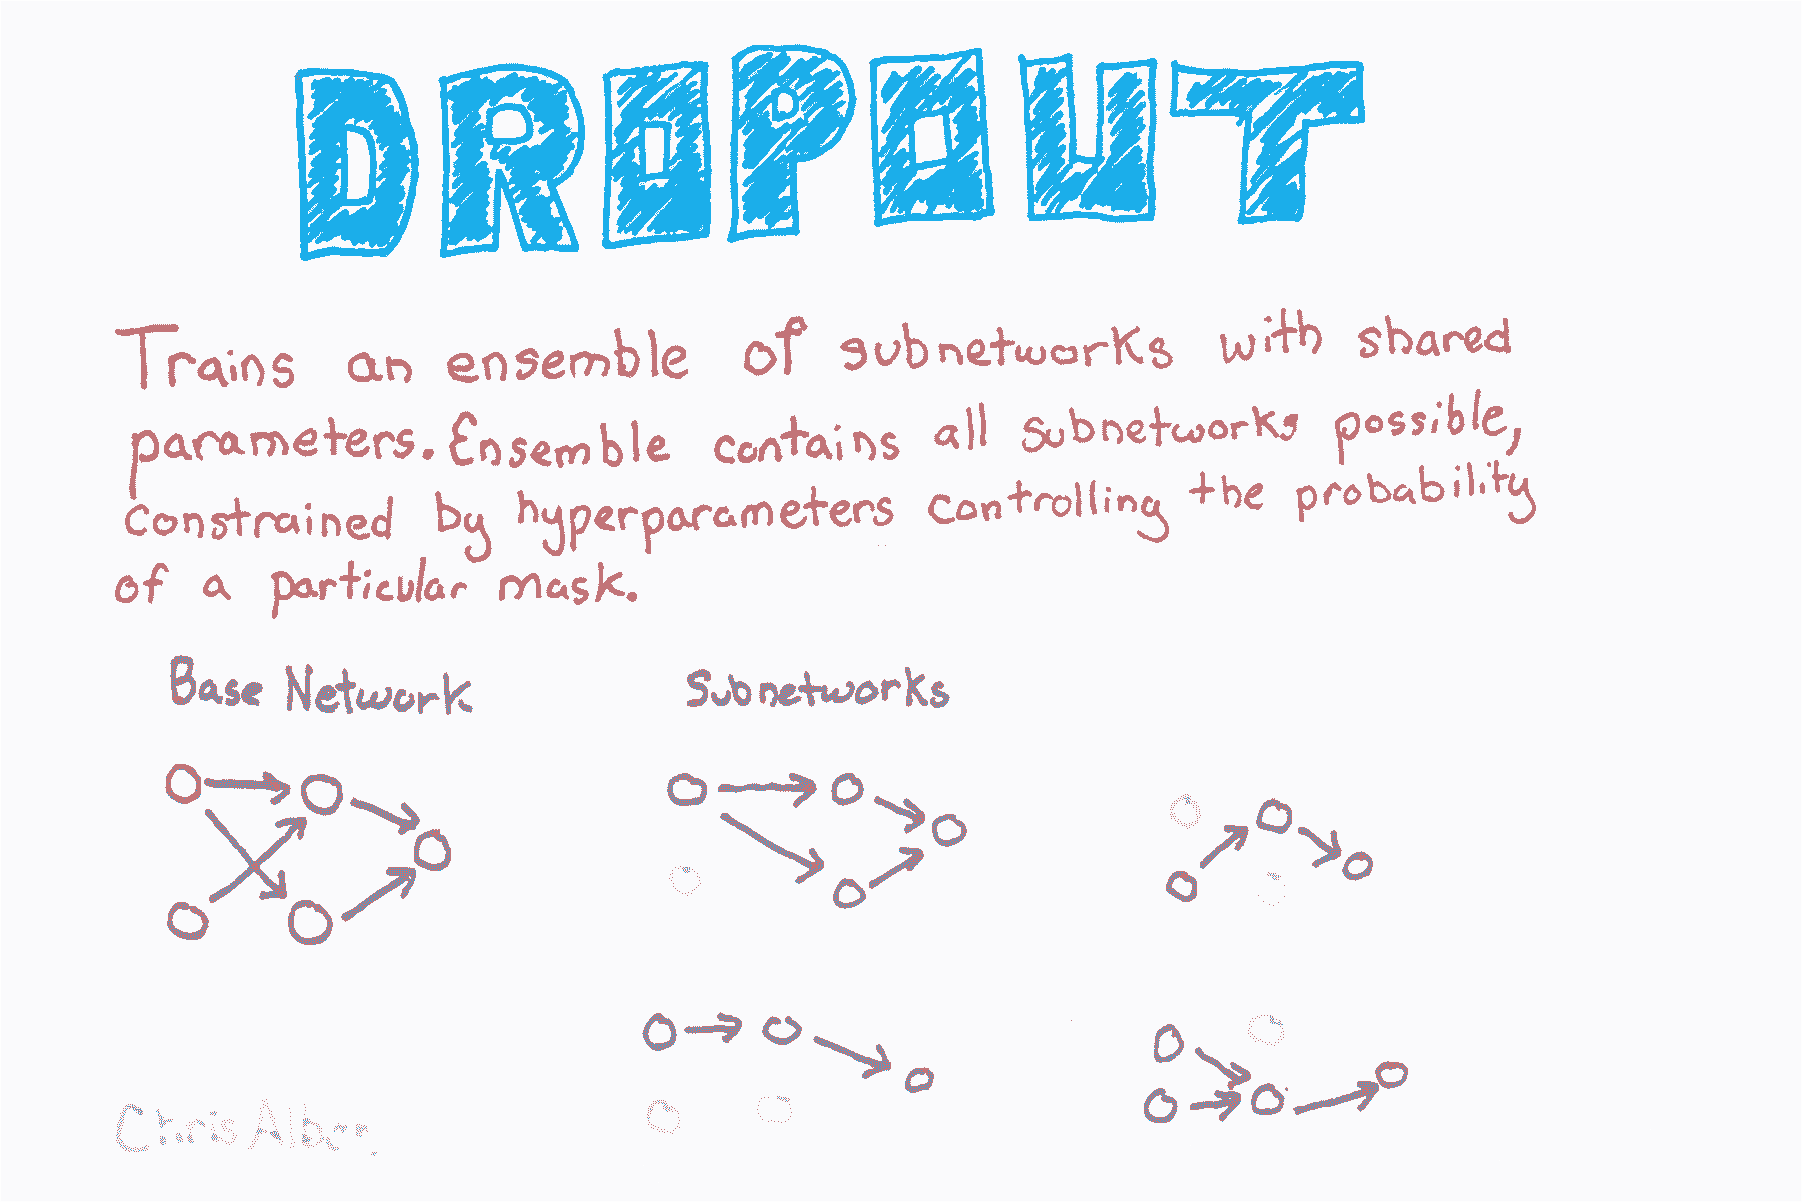 DROPOUT
Trains an ensemble of subnetworks with shared
parameters. Ensemble contains all subnetworks possible,
constrained by hyperparameters controlling the probability
of a particular mask.
Base Network
Subnetworks
Chris Albon